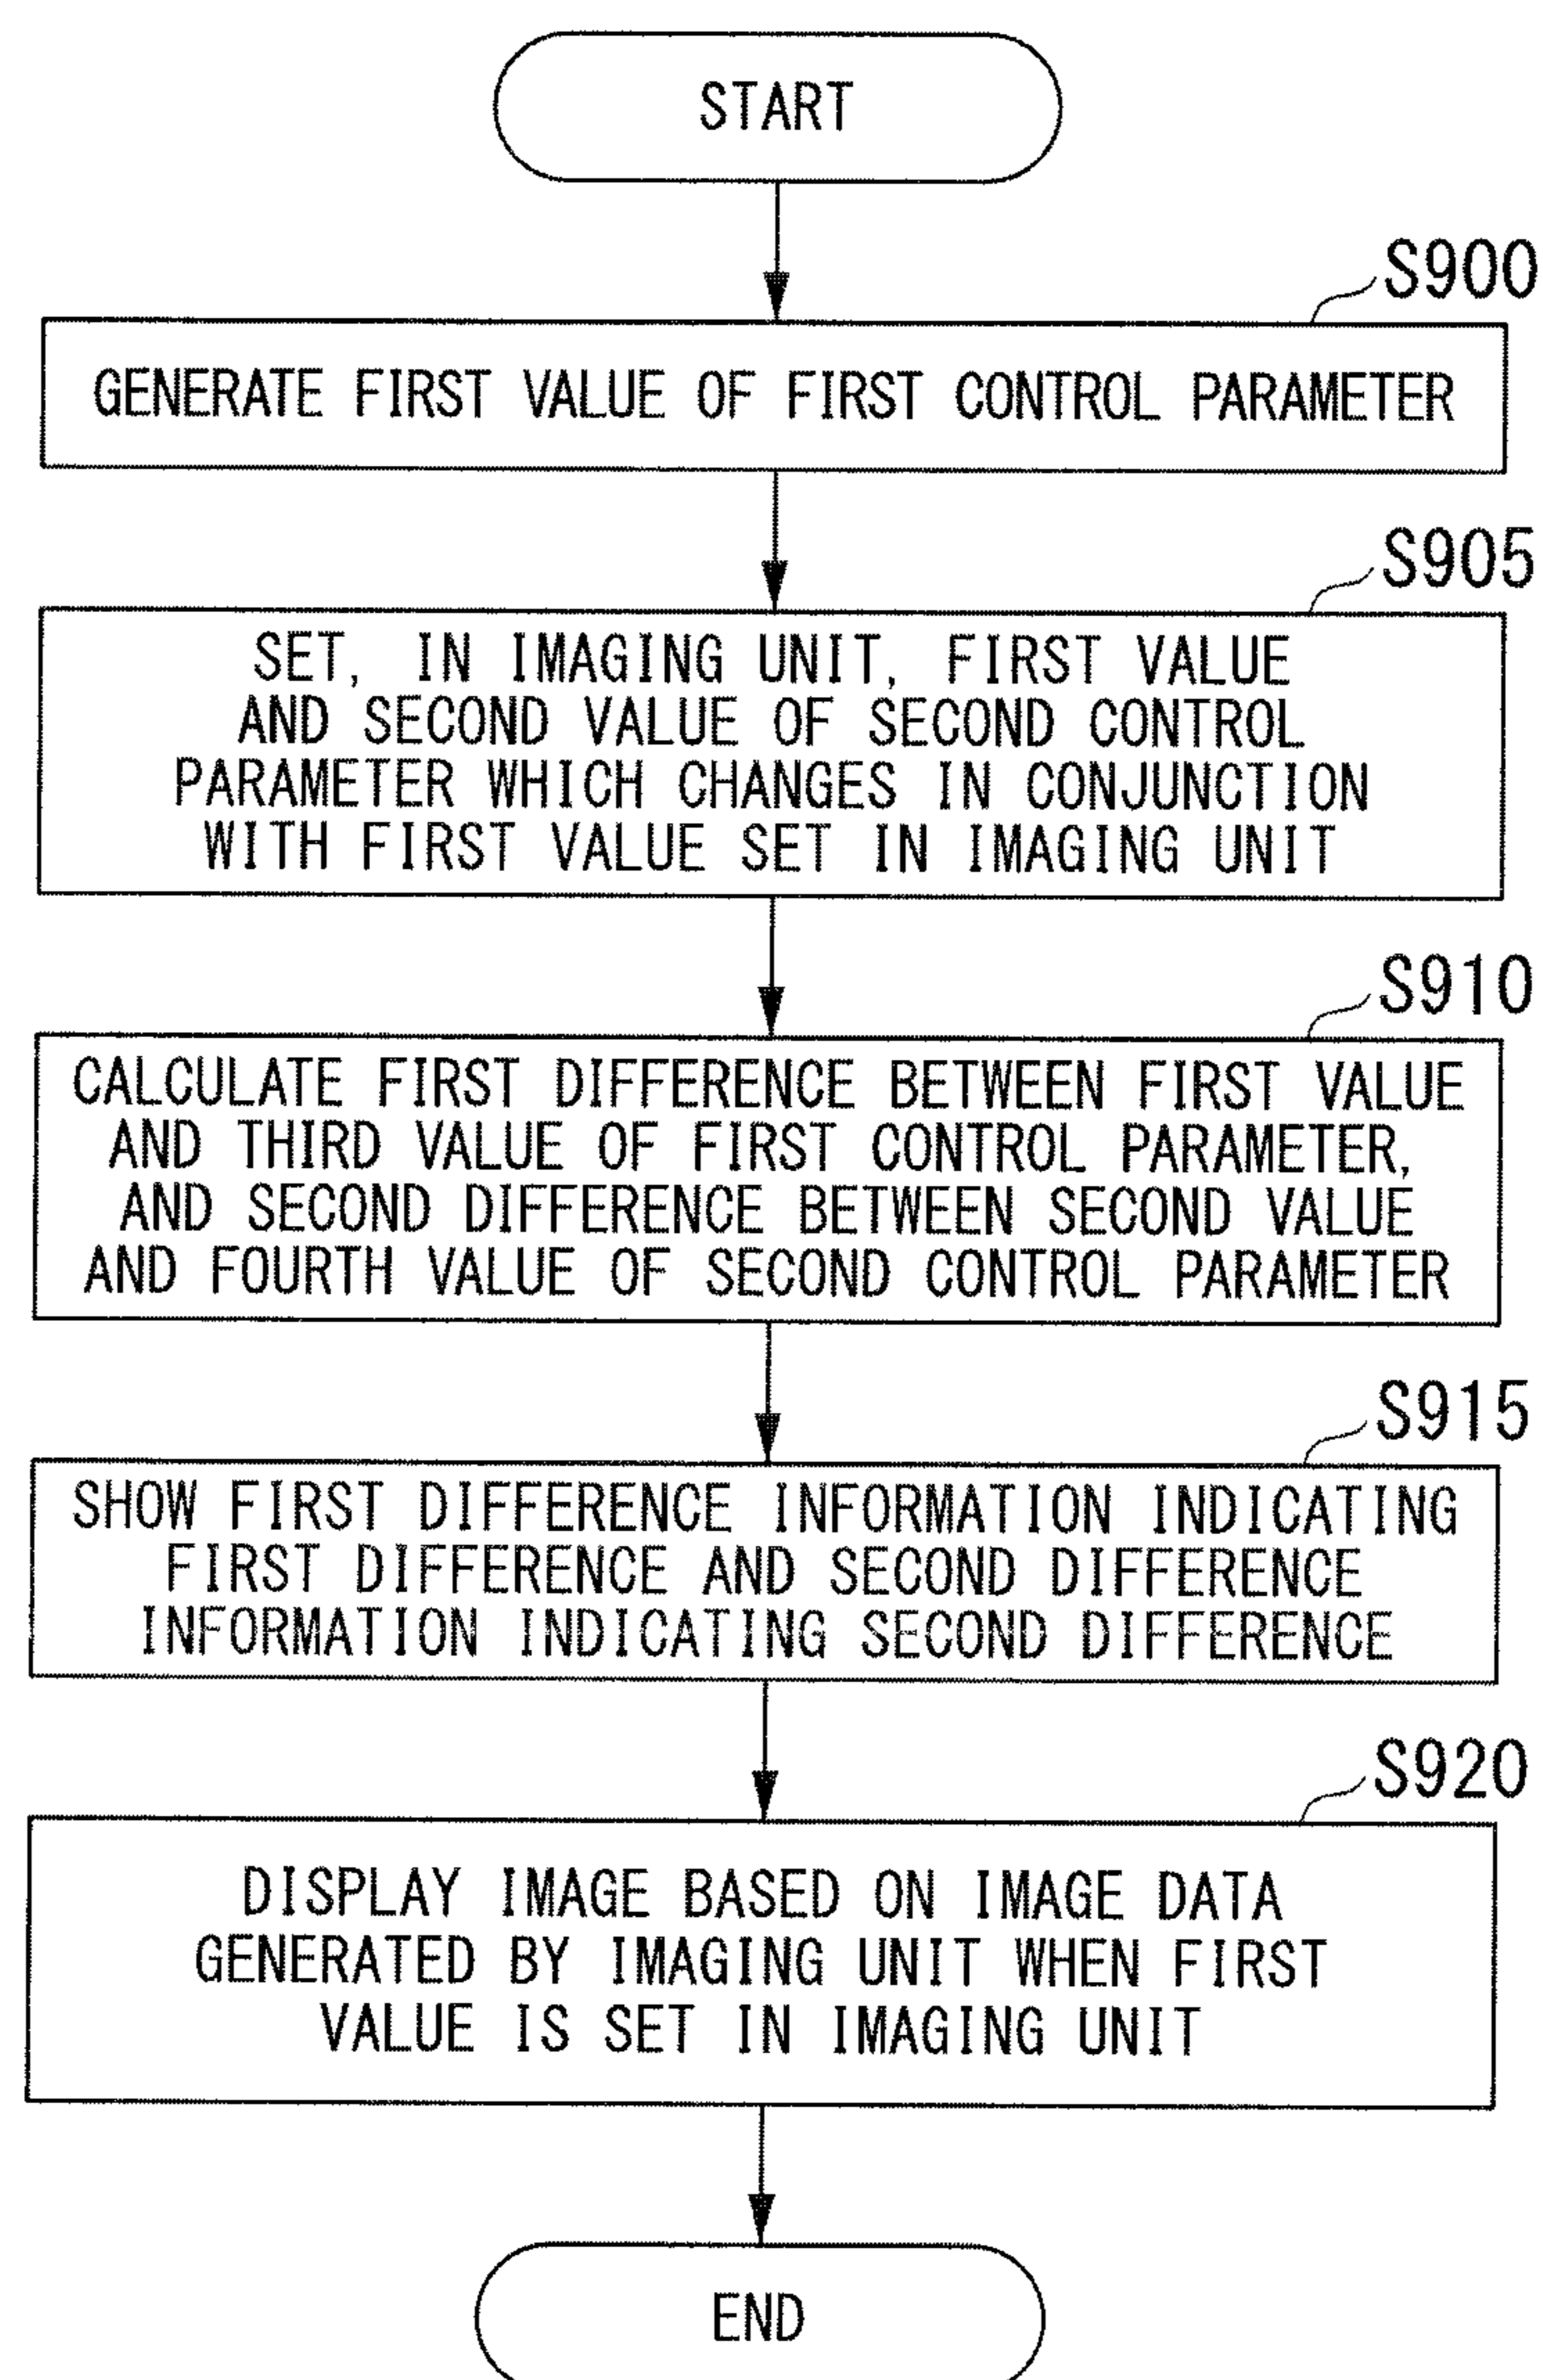 START
S900
GENERATE FIRST VALUE OF FIRST CONTROL PARAMETER
S905
SET, IN IMAGING UNIT, FIRST VALUE
AND SECOND VALUE OF SECOND CONTROL
PARAMETER WHICH CHANGES IN CONJUNCTION
WITH FIRST VALUE SET IN IMAGING UNIT
S910
CALCULATE FIRST DIFFERENCE BETWEEN FIRST VALUE
AND THIRD VALUE OF FIRST CONTROL PARAMETER,
AND SECOND DIFFERENCE BETWEEN SECOND VALUE
AND FOURTH VALUE OF SECOND CONTROL PARAMETER
S915
SHOW FIRST DIFFERENCE INFORMATION INDICATING
FIRST DIFFERENCE AND SECOND DIFFERENCE
INFORMATION INDICATING SECOND DIFFERENCE
S920
DISPLAY IMAGE BASED ON IMAGE DATA
GENERATED BY IMAGING UNIT WHEN FIRST
VALUE IS SET IN IMAGING UNIT
END